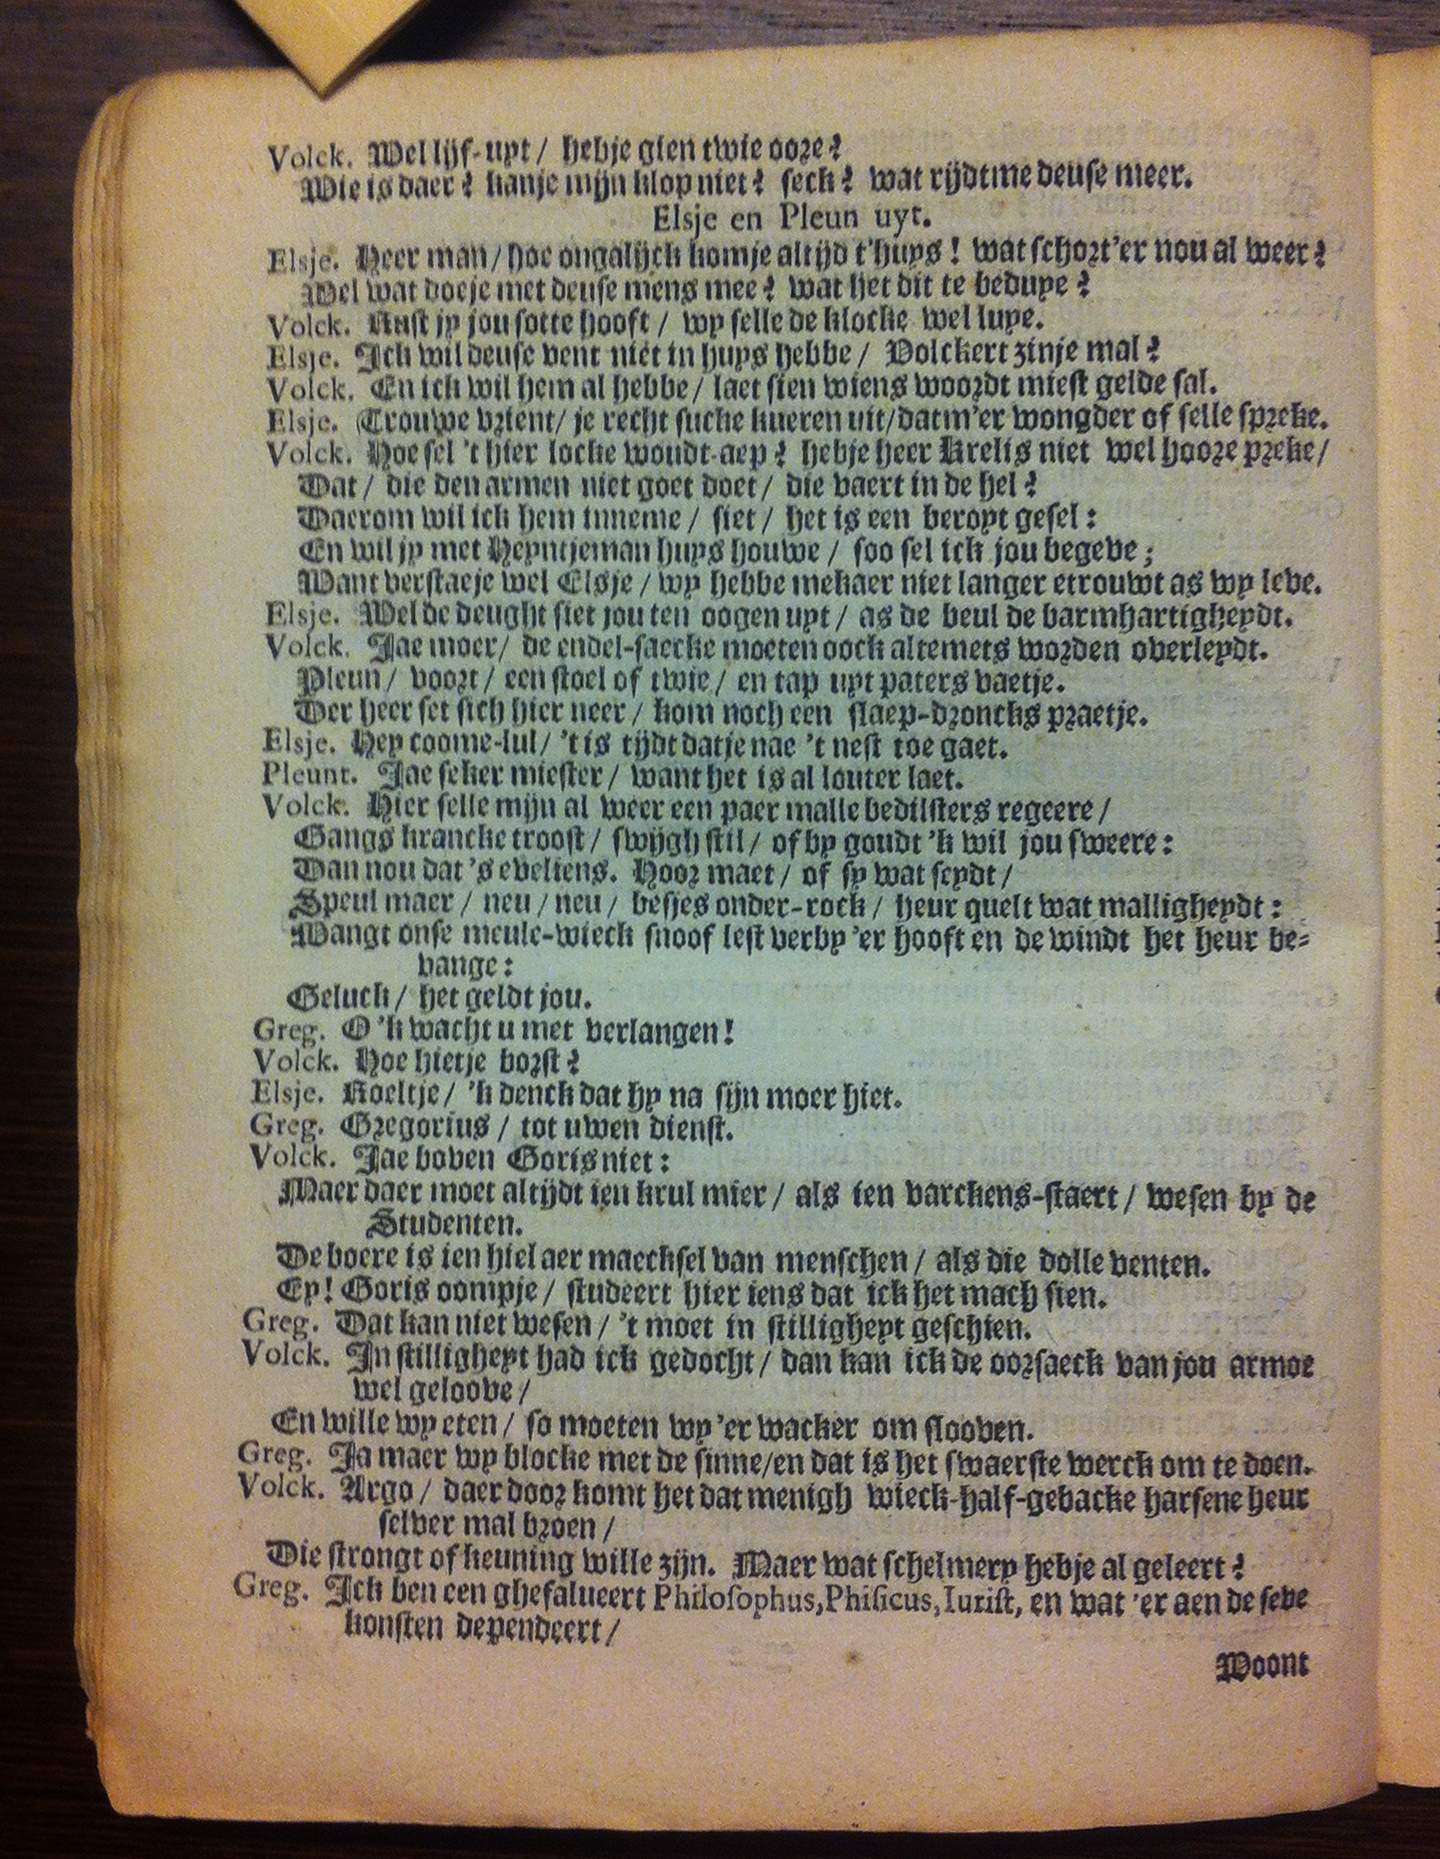 Volck. Wel lijf-uyt / hebje gien twie oore?
Wie is daer? kanje mijn klop niet? seck? wat rijdtme deuse meer.
Elsje en Pleun uyt.
Elsje. Heer man / hoe ongalijck komje altijd t'huys! wat schort'er nou al weer?
Wel wat doeje met deuse mens mee? wat het dit te beduye?
Volck. Rust jy jou sotte hooft / wy selle de klocke wel luye.
Elsje. Ick wil deuse vent niet in huys hebbe / Volckert zinje mal?
Volck. En ick wil hem al hebbe / laet sien wiens woordt miest gelde sal.
Elsje. Trouwe vrient / je recht sucke kueren uit / datm'er wongder of selle spreke.
Volck. Hoe sel 't hier locke woudt-aep? hebje heer Krelis niet wel hoore preke /
Dat / die den armen niet goet doet / die vaert in de hel?
Daerom wil ick hem inneme / siet / het is een beroyt gesel:
En wil jy met Heyntjeman huys houwe / soo sel ick jou begeve;
Want verstaeje wel Elsje / wy hebbe mekaer niet langer etrouwt as wy leve.
Elsje. Wel de deught siet jou ten oogen uyt / as de beul de barmhartigheydt.
Volck. Jae moer / de endel-saecke moeten oock altemets worden overleydt.
Pleun / voort / een stoel of twie / en tap uyt paters vaetje.
Der heer set sich hier neer / kom noch een slaep-droncks praetje.
Elsje. Hey toome-lul / 't is tijdt datje nae 't nest toe gaet.
Pleunt. Jae seker miester / want het is al louter laet.
Volck. Hier selle mijn al weer een paer malle bedilsters regeere /
Gangs krancke troost / swijgh stil / of by goudt 'k wil jou sweere:
Dan nou dat 's eveliens. Hoor maet / of sy wat seydt /
Speul maer / neu / neu / besjes onder-rock / heur quelt wat malligheydt:
Wangt onse meule-wieck snoof lest verby 'er hooft en de windt het heur be-
vange:
Geluck / het geldt jou.
Greg. O 'k wacht u met verlangen!
Volck. Hoe hietje borst?
Elsje. Roeltje / 'k denck dat hy na sijn moer hiet.
Greg. Gregorius / tot uwen dienst.
Volck. Jae boven Goris niet:
Maer daer moet altijdt ien krul mier / als ien varckens-staert / wesen by de
Studenten.
De boere is ien hiel aer maecksel van menschen / als die dolle venten.
Ey! Goris oompje / studeert hier iens dat ick het mach sien.
Greg. Dat kan niet wesen / 't moet in stilligheyt geschien.
Volck. In stilligheyt had ick gedocht / dan kan ick de oorsaeck van jou armoe
wel geloove /
En wille wy eten / so moeten wy 'er wacker om slooven.
Greg. Ja maer wy blocke met de sinne / en dat is het swaerste werck om te doen.
Volck. Argo / daer door komt het dat menigh wieck-half-gebacke harsene heur
selver mal broen /
Die strongt of keuning wille zijn. Maer wat schelmery hebje al geleert?
Greg. Ick ben een ghesalueert Philosophus, Phisicus, Iurist, en wat 'er aen de seve
konsten dependeert /
Woont